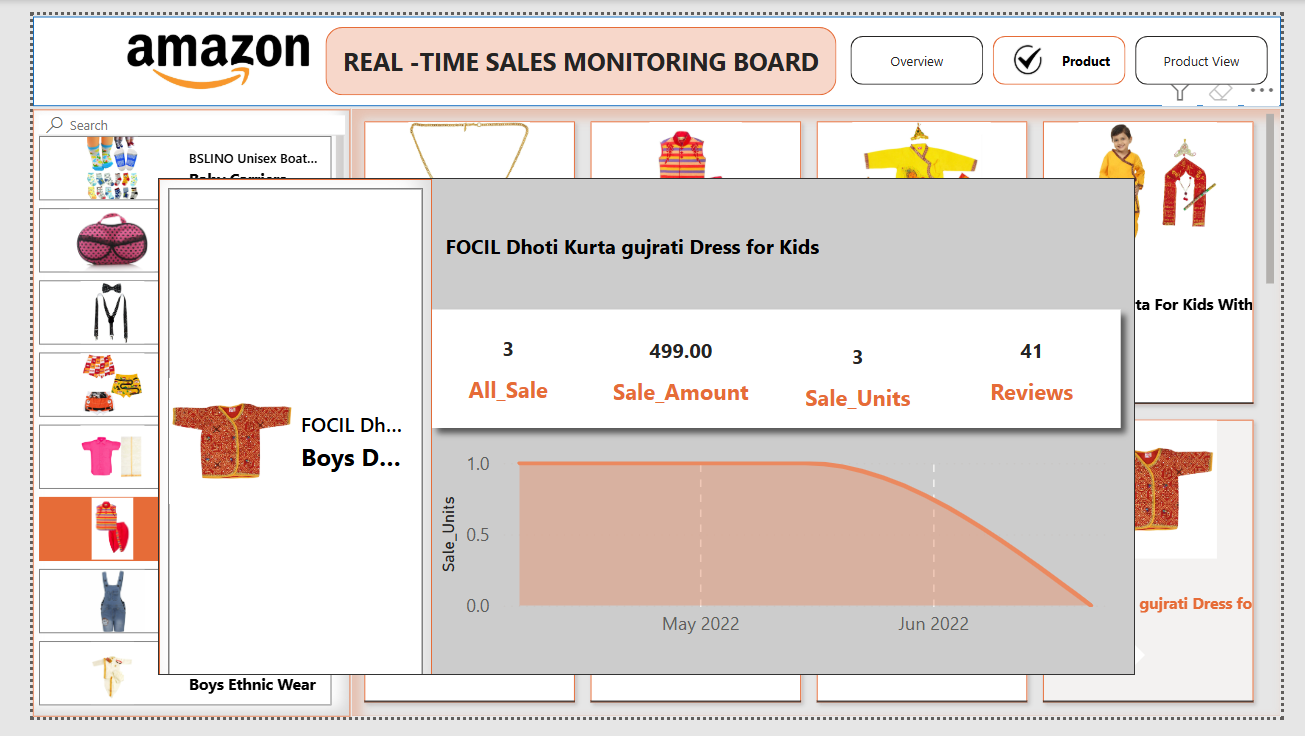 amazon
REAL -TIME SALES MONITORING BOARD
Overview
Product
Product View
Search
BSLINO Unisex Boat...
Baby Carriers
FOCIL Dh...
Boys D...
Boys Ethnic Wear
FOCIL Dhoti Kurta gujrati Dress for Kids
3
499.00
3
41
All_Sale
Sale_Amount
Sale_Units
Reviews
Sale_Units
1.0
0.5
0.0
May 2022
Jun 2022
ta For Kids With
gujrati Dress fo